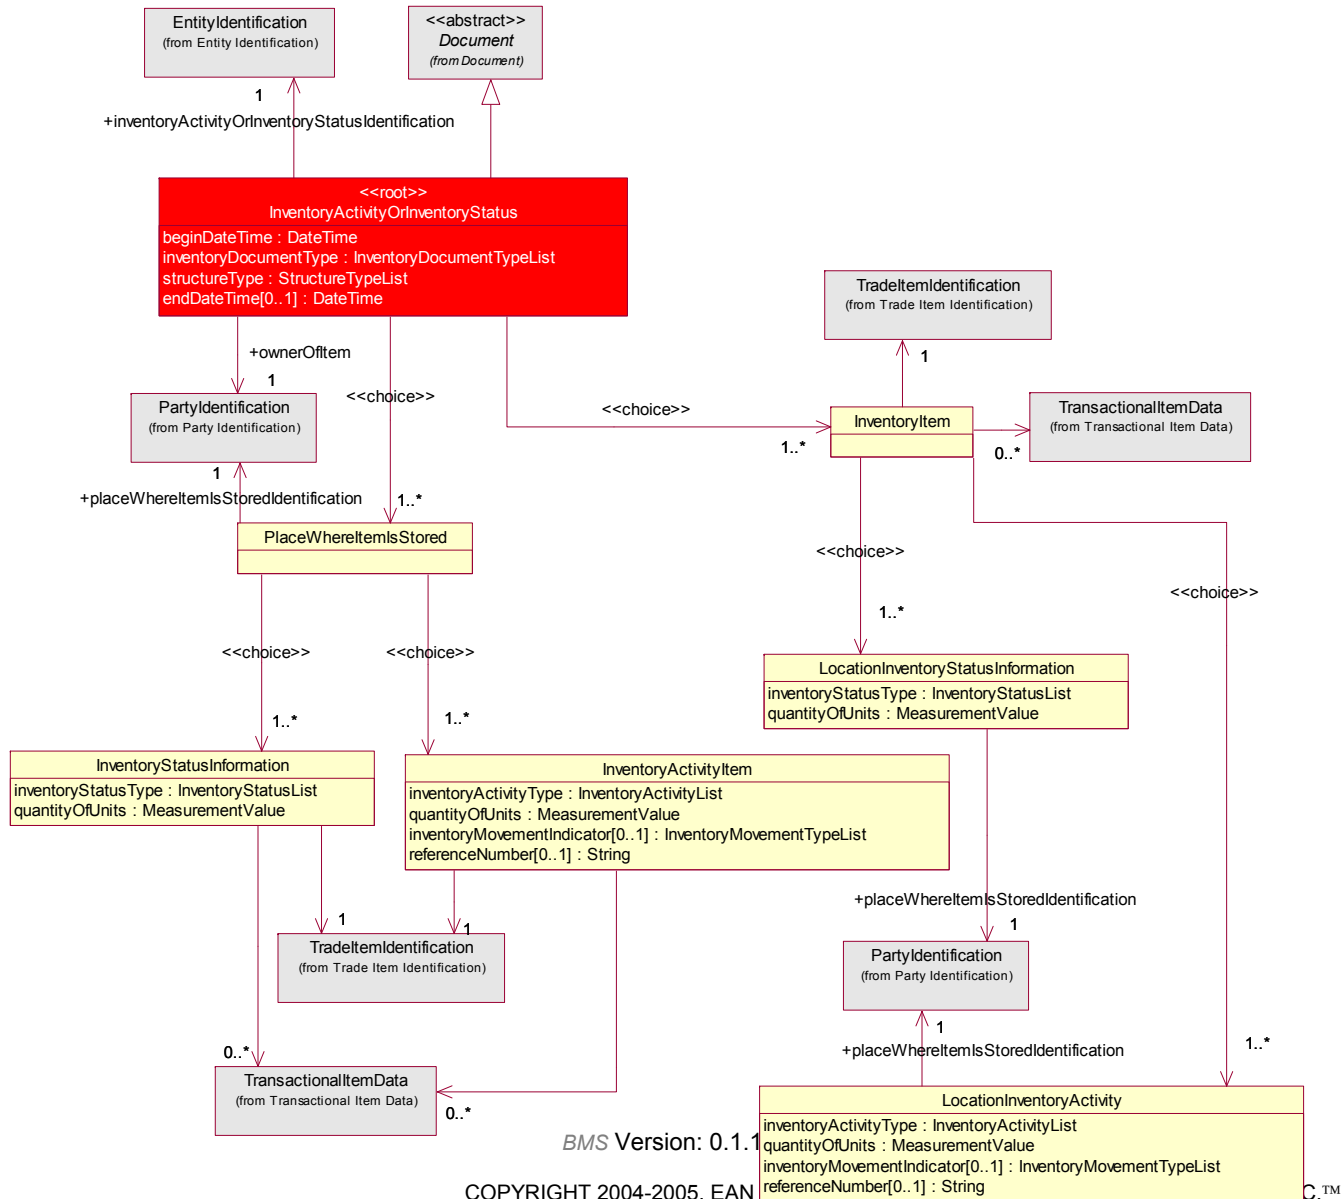 EntityIdentification
(from Entity Identification)
<<abstract>>
Document
(from Document)
1
+inventoryActivityOrInventoryStatusIdentification
<<root>>
InventoryActivityOrInventoryStatus
beginDateTime : DateTime
inventoryDocumentType : InventoryDocumentTypeList
structureType : StructureTypeList
endDateTime[0..1] : DateTime
TradeItemIdentification
(from Trade Item Identification)
1
+ownerOfItem
1
<<choice>>
<<choice>>
PartyIdentification
(from Party Identification)
InventoryItem
1..*
TransactionalItemData
(from Transactional Item Data)
0..*
1
+placeWhereItemIsStoredIdentification
1..*
PlaceWhereItemIsStored
<<choice>>
<<choice>>
1..*
<<choice>>
<<choice>>
LocationInventoryStatusInformation
inventoryStatusType : InventoryStatusList
quantityOfUnits : MeasurementValue
1..*
1..*
InventoryStatusInformation
inventoryStatusType : InventoryStatusList
quantityOfUnits : MeasurementValue
InventoryActivityItem
inventoryActivityType : InventoryActivityList
quantityOfUnits : MeasurementValue
inventoryMovementIndicator[0..1] : InventoryMovementTypeList
referenceNumber[0..1] : String
+placeWhereItemIsStoredIdentification
1
1
1
TradeItemIdentification
(from Trade Item Identification)
PartyIdentification
(from Party Identification)
1
+placeWhereItemIsStoredIdentification
1..*
0..*
TransactionalItemData
(from Transactional Item Data)
0..*
LocationInventoryActivity
inventoryActivityType : InventoryActivityList
quantityOfUnits : MeasurementValue
inventoryMovementIndicator[0..1] : InventoryMovementTypeList
referenceNumber[0..1] : String
BMS Version: 0.1.1
COPYRIGHT 2004-2005, EAN
C.™